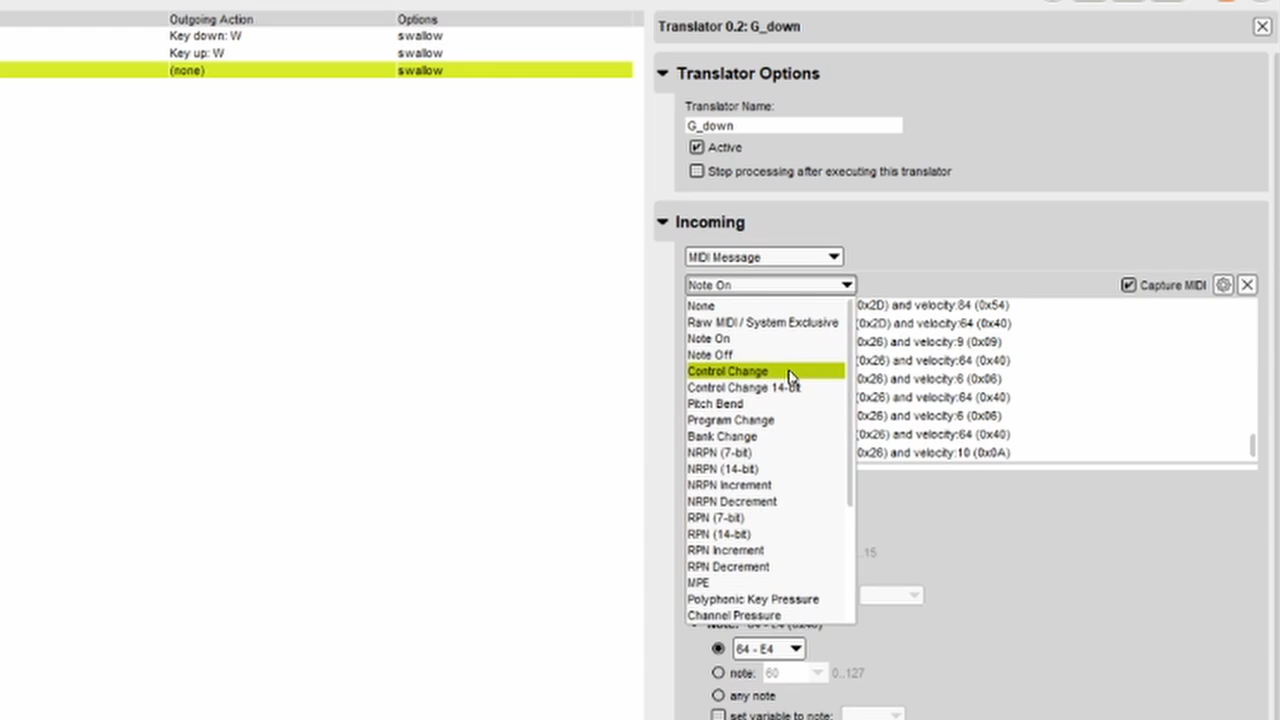 Outgoing Action Options
Key down: W swallow
Key up: W swallow
(none) swallow
Translator 0.2: G_down
Translator Options
Translator Name:
G_down
Active
Stop processing after executing this translator
Incoming
MIDI Message
Note On
Capture MIDI
None
0x2D) and velocity:84 (0x54)
Raw MIDI / System Exclusive
(0x2D) and velocity:64 (0x40)
Note On
0x26) and velocity:9 (0x09)
Note Off
(0x26) and velocity:64 (0x40)
Control Change
0x26) and velocity:6 (0x06)
Control Change 14-bit
(0x26) and velocity:64 (0x40)
Pitch Bend
0x26) and velocity:6 (0x06)
Program Change
Bank Change
(0x26) and velocity:64 (0x40)
NRPN (7-bit)
0x26) and velocity:10 (0x0A)
NRPN (14-bit)
NRPN Increment
NRPN Decrement
RPN (7-bit)
RPN (14-bit)
RPN Increment
..15
RPN Decrement
MPE
Polyphonic Key Pressure
Channel Pressure
64 - E4
note: 60 0..127
any note
set variable to note: